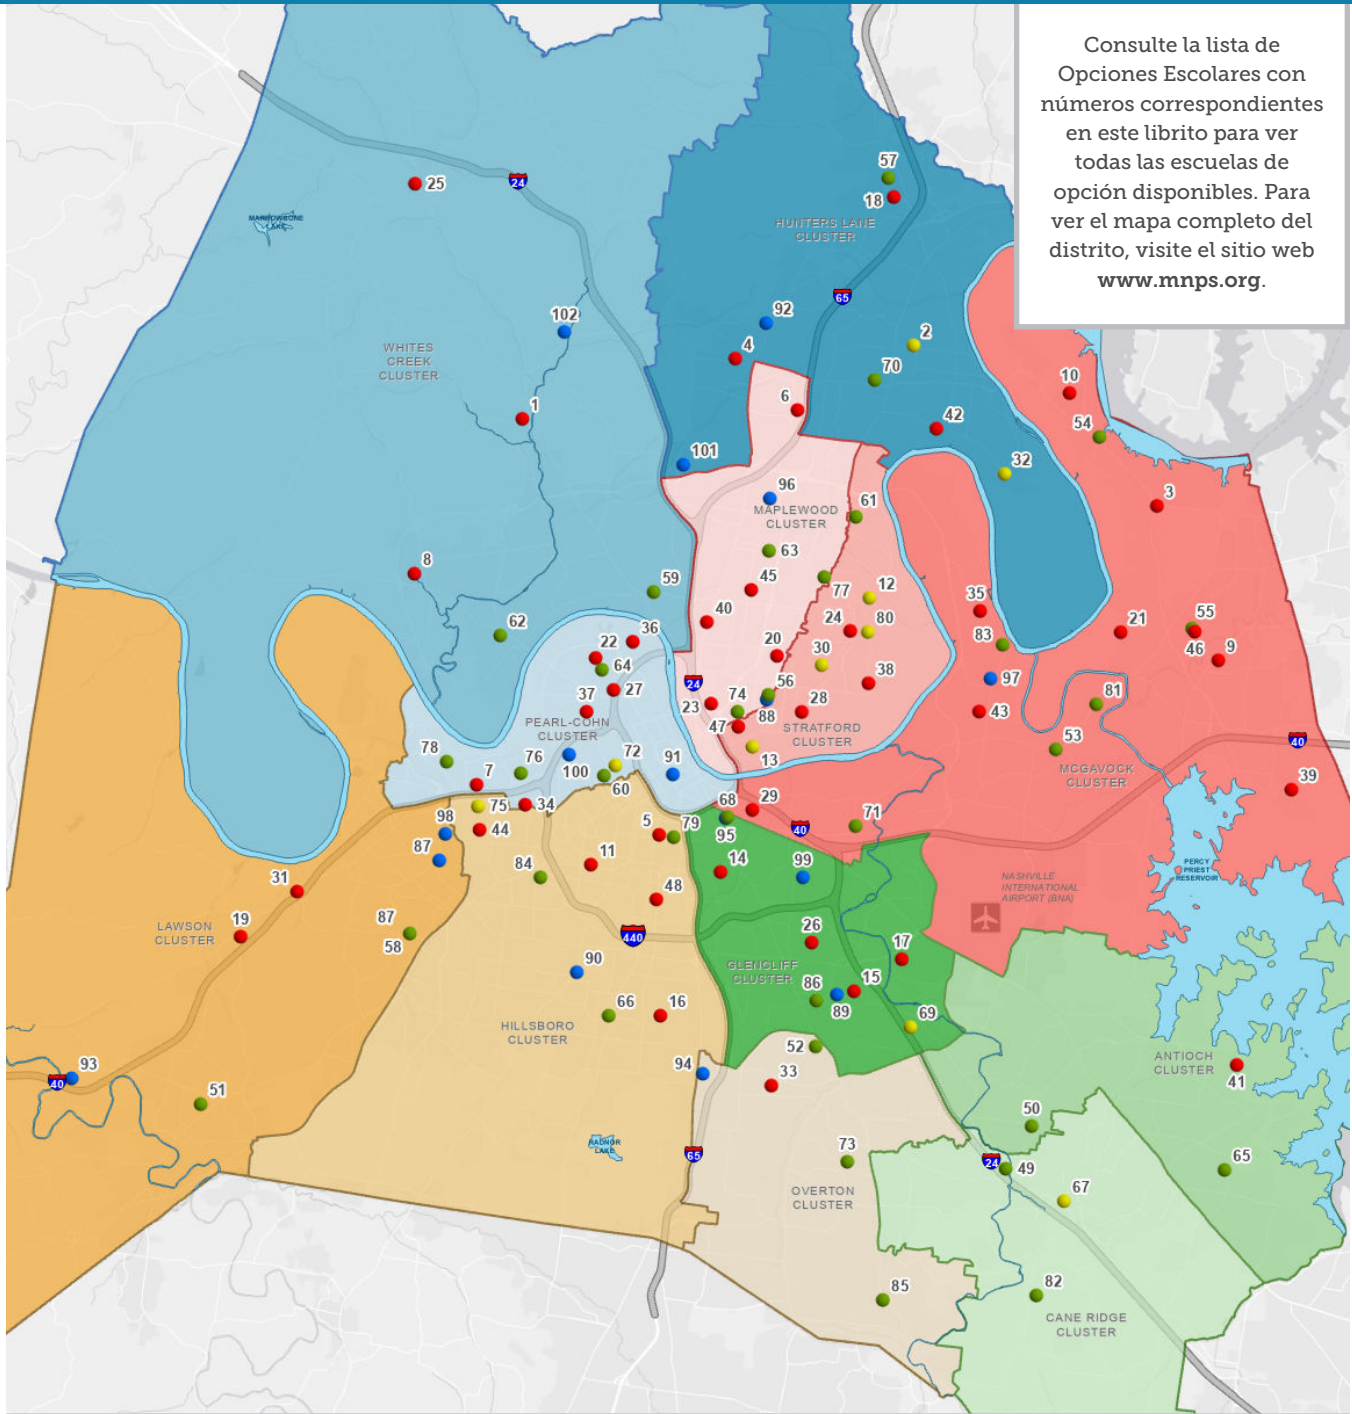 Consulte la lista de
Opciones Escolares con
números correspondientes
en este librito para ver
todas las escuelas de
opción disponibles. Para
ver el mapa completo del
distrito, visite el sitio web
www.mnps.org.
57
25
24
18
MARROWBONE
LAKE
HUNTERS LANE
CLUSTER
65
102
92
2
WHITES
CREEK
CLUSTER
4
70
10
6
1
42
54
101
32
96
3
MAPLEWOOD
CLUSTER
61
63
8
59
45
77
12
35
40
24
80
55
62
36
83
21
46
22
20
30
9
64
38
24
27
97
81
37
74
56
23
88
28
43
PEARL-COHN
CLUSTER
47
STRATFORD
CLUSTER
40
78
76
72
91
13
53
MCGAVOCK
CLUSTER
7
100
39
60
75
34
68
29
98
44
5
79
95
40
71
87
11
84
14
99
PERCY
PRIEST
RESERVOIR
31
48
NASHVILLE
INTERNATIONAL
AIRPORT (BNA)
87
LAWSON
CLUSTER
19
58
440
26
17
GLENCLIFF
CLUSTER
90
86
15
89
66
16
69
HILLSBORO
CLUSTER
52
ANTIOCH
CLUSTER
93
40
94
33
41
51
50
RADNOR
LAKE
65
73
24
49
65
67
OVERTON
CLUSTER
82
85
CANE RIDGE
CLUSTER